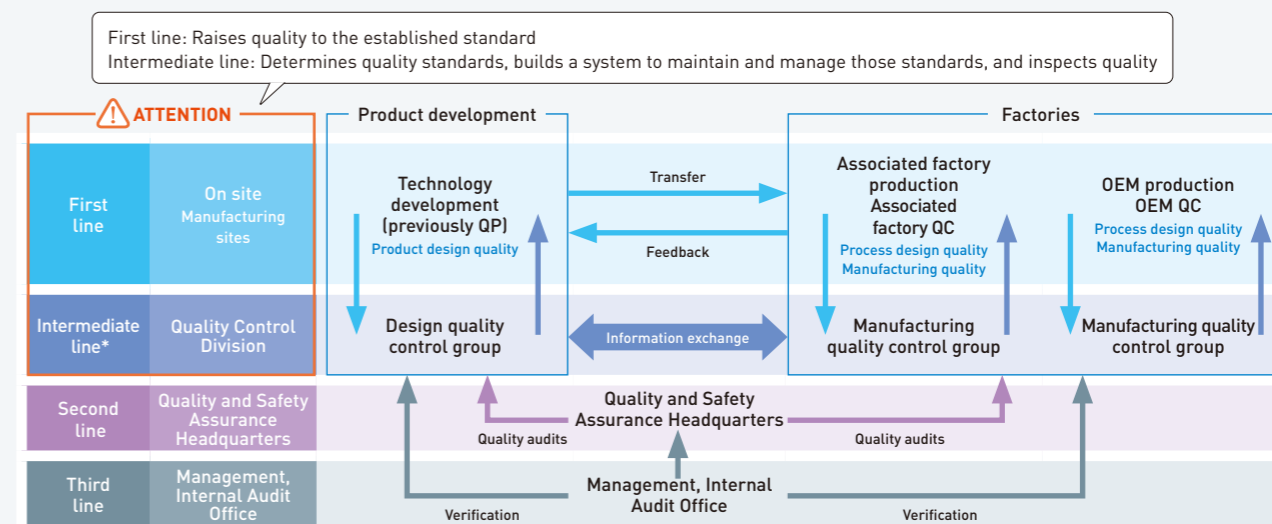 First line: Raises quality to the established standard
Intermediate line: Determines quality standards, builds a system to maintain and manage those standards, and inspects quality
ATTENTION
Product development
Factories
First
line
On site
Manufacturing
sites
Technology
development
(previously QP)
Product design quality
Transfer
Feedback
Associated factory
production
Associated
factory QC
Process design quality
Manufacturing quality
OEM production
OEM QC
Process design quality
Manufacturing quality
Intermediate
line*
Quality Control
Division
Design quality
control group
Information exchange
Manufacturing
quality control group
Manufacturing quality
control group
Second
line
Quality and Safety
Assurance
Headquarters
Quality and Safety
Assurance Headquarters
Quality audits
Quality audits
Third
line
Management,
Internal Audit
Office
Management, Internal
Audit Office
Verification
Verification